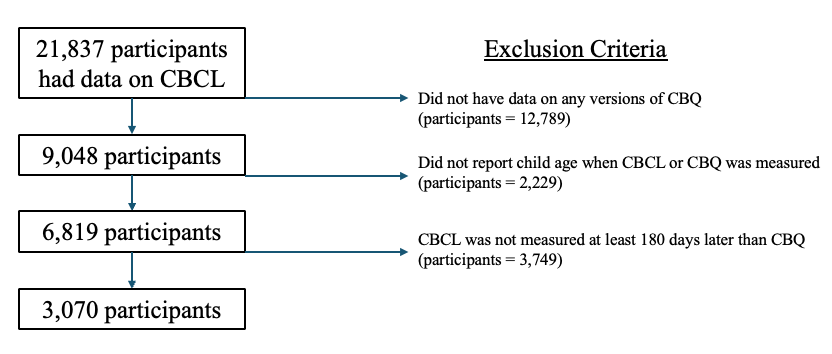 21,837 participants
had data on CBCL
Exclusion Criteria
Did not have data on any versions of CBQ
(participants = 12,789)
9,048 participants
Did not report child age when CBCL or CBQ was measured
(participants = 2,229)
6,819 participants
CBCL was not measured at least 180 days later than CBQ
(participants = 3,749)
3,070 participants